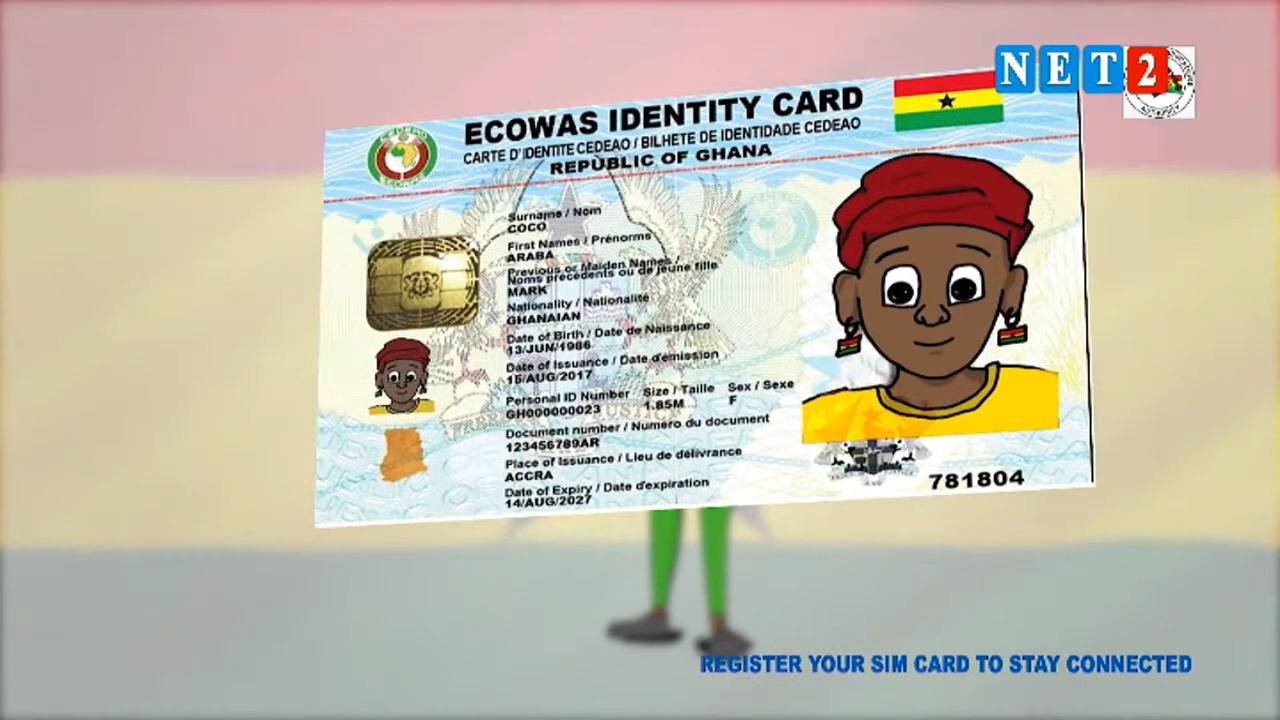 NET2
ECOWAS IDENTITY CARD
CARTE D'IDENTITE CEDEAO / BILHETE DE IDENTIDADE CEDEAO
REPUBLIC OF GHANA
CEDEAO
ECOWAS
Surname / Nom
COCO
First Names / Prénorms
ARABA
Previous or Maiden Names /
Noms précédents ou de jeune fille
MARK
Nationality / Nationalité
GHANAIAN
Date of Birth / Date de Naissance
13/JUN/1986
Date of Issuance / Date d'émission
15/AUG/2017
Personal ID Number Size / Taille Sex / Sexe
GH000000023 1.85M F
Document number / Numéro du document
123456789AR
Place of Issuance / Lieu de délivrance
ACCRA
Date of Expiry / Date d'expiration
14/AUG/2027
781804
REGISTER YOUR SIM CARD TO STAY CONNECTED